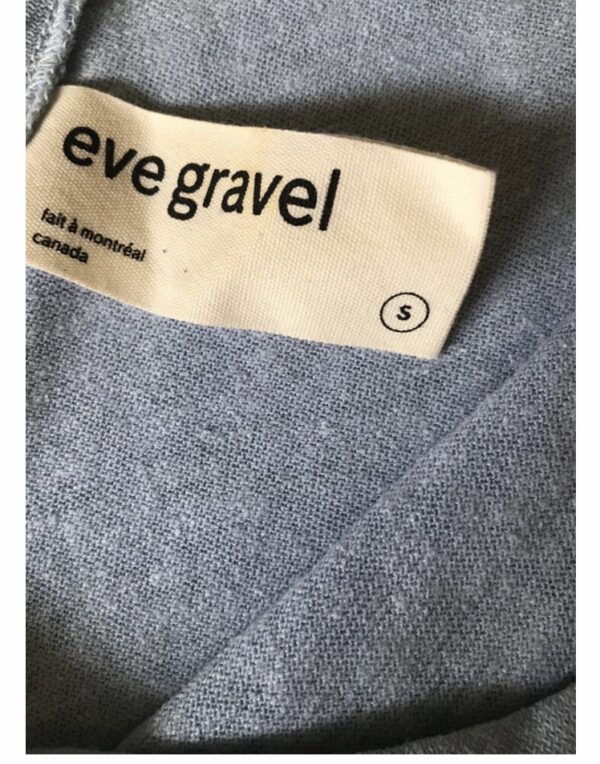 eve gravel
fait à montréal
canada
S